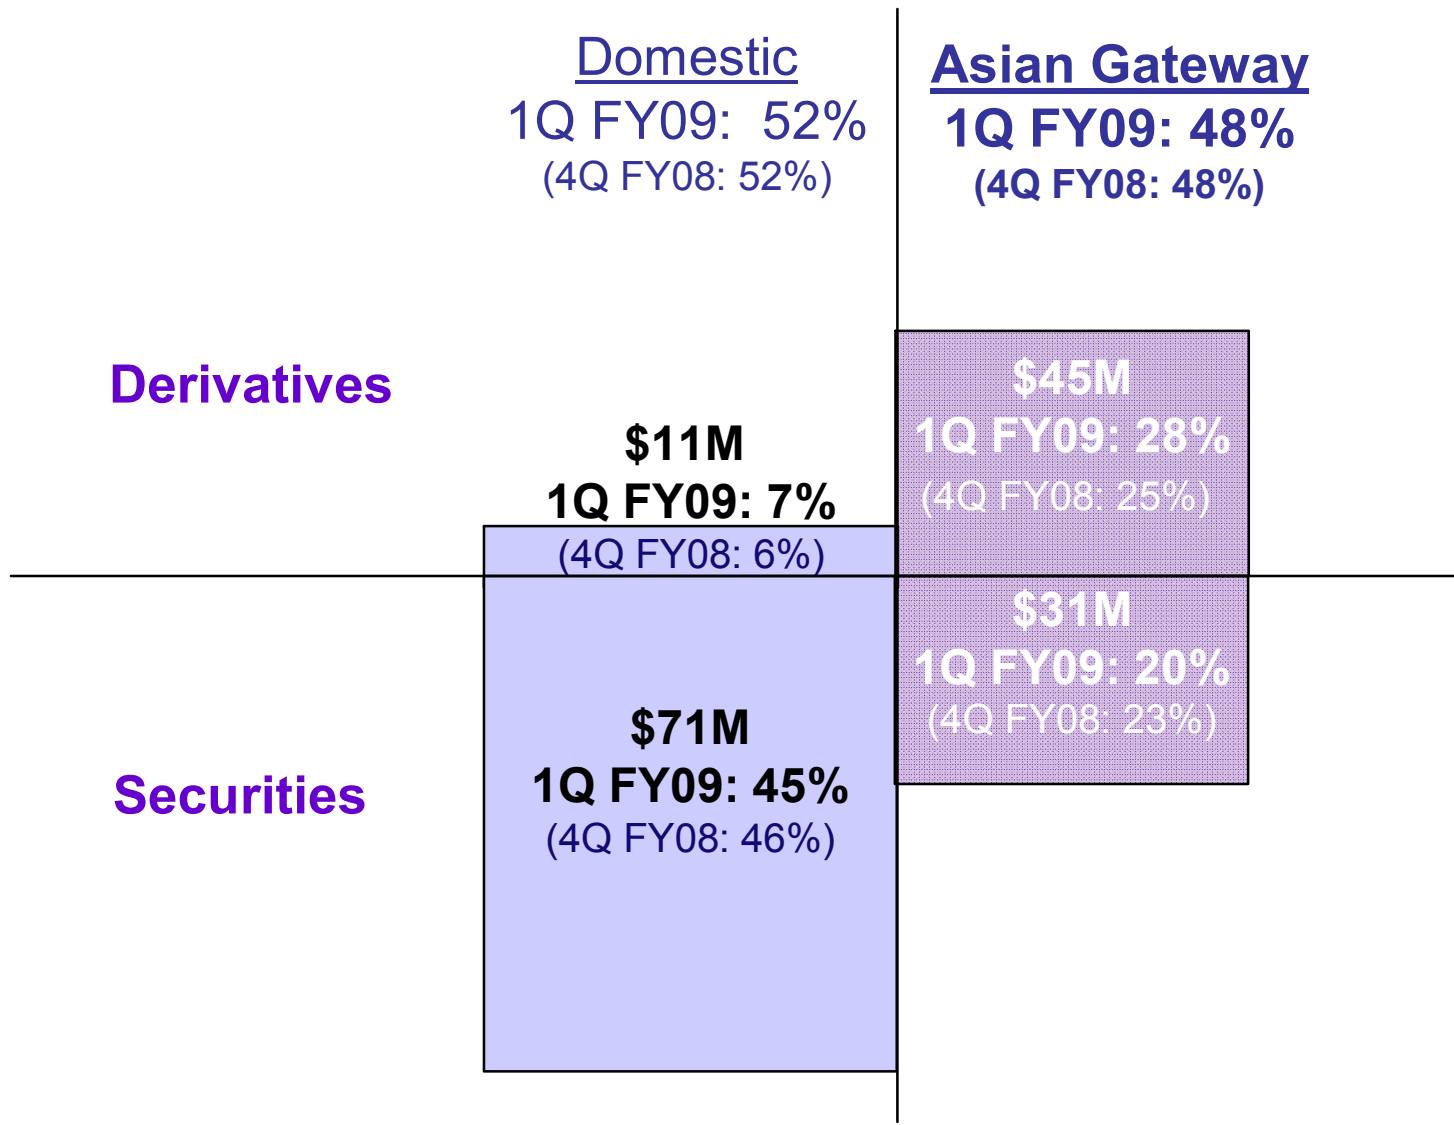 Domestic
1Q FY09: 52%
(4Q FY08: 52%)
Asian Gateway
1Q FY09: 48%
(4Q FY08: 48%)
Derivatives
$11M
1Q FY09: 7%
(4Q FY08: 6%)
$45M
1Q FY09: 28%
(4Q FY08: 25%)
Securities
$71M
1Q FY09: 45%
(4Q FY08: 46%)
$31M
1Q FY09: 20%
(4Q FY08: 23%)